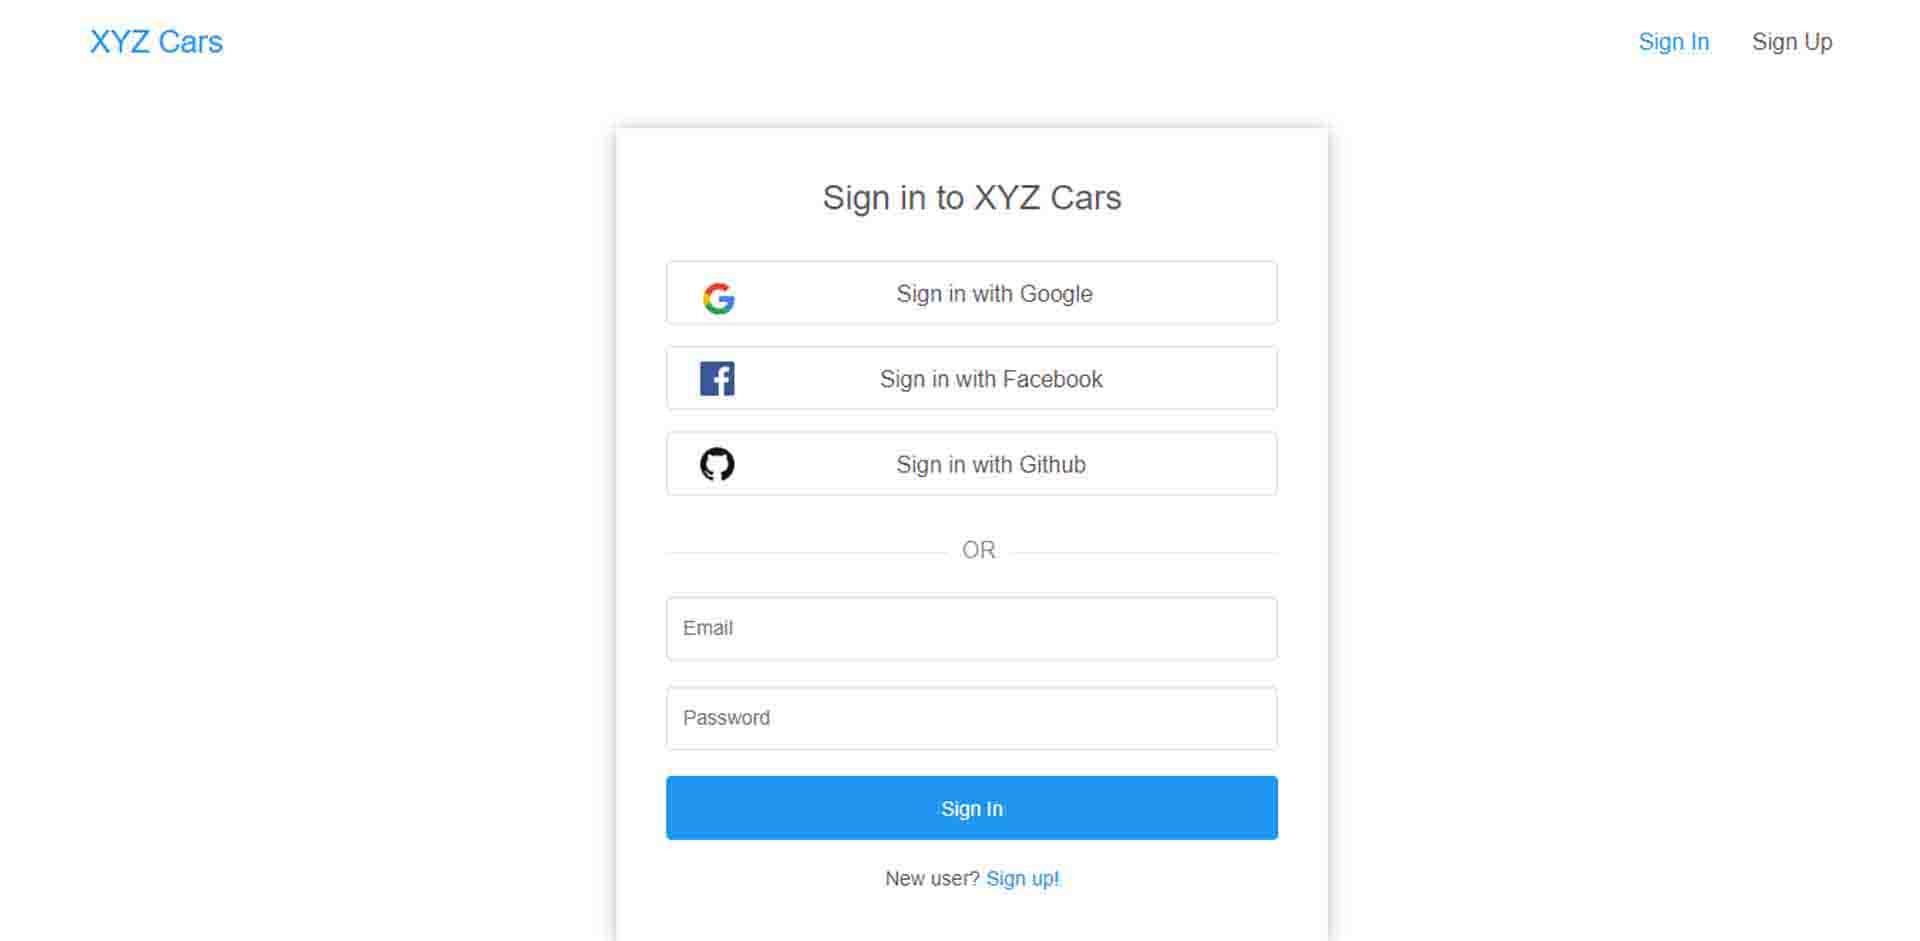 XYZ Cars
Sign In
Sign Up
Sign in to XYZ Cars
Sign in with Google
Sign in with Facebook
Sign in with Github
OR
Email
Password
Sign In
New user? Sign up!